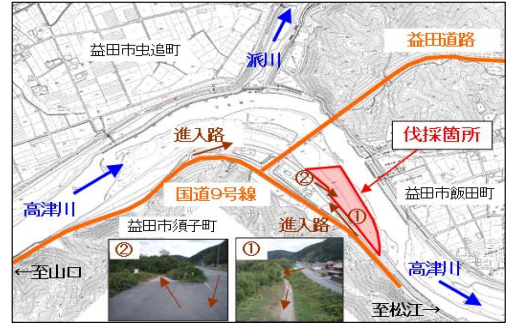 益田市虫追町
派川
益田道路
進入路
伐採箇所
高津川
国道9号線
②
①
益田市飯田町
進入路
益田市須子町
②
①
←至山口
高津川
至松江→